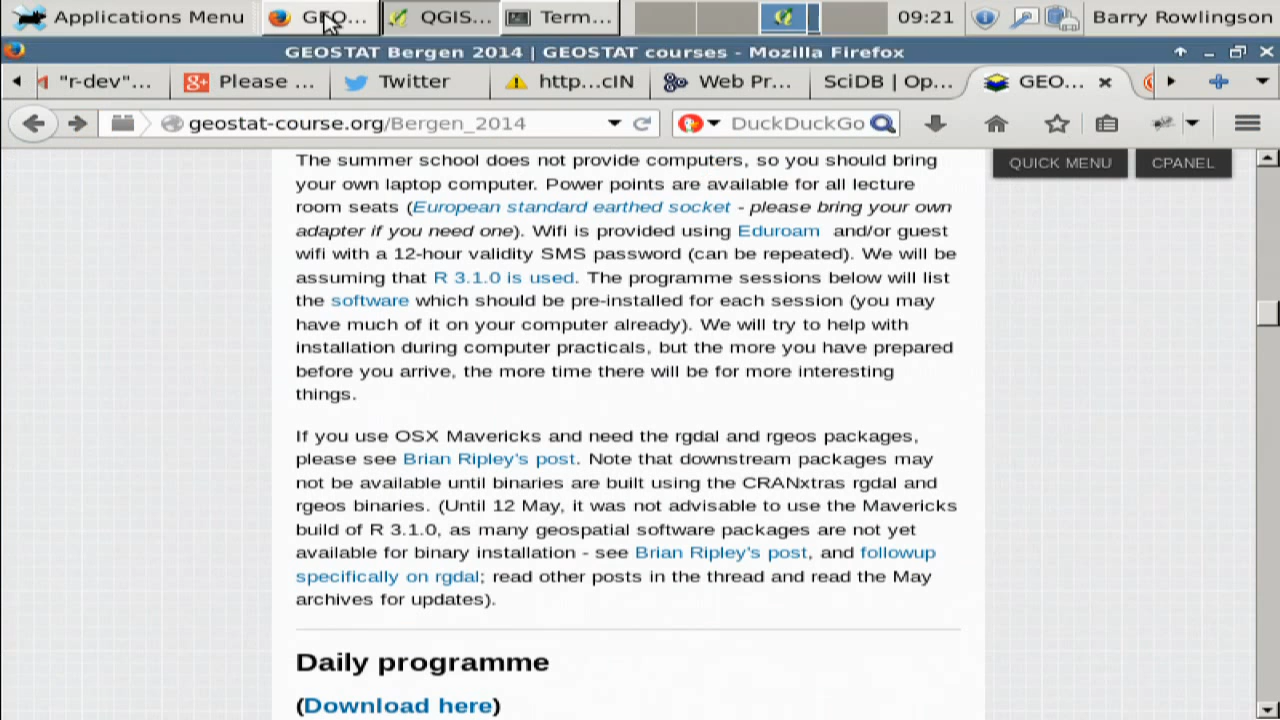 Applications Menu
GEO...
QGIS...
Term...
09:21
Barry Rowlingson
GEOSTAT Bergen 2014 | GEOSTAT courses - Mozilla Firefox
"r-dev"...
Please ...
Twitter
http...cIN
Web Pr...
SciDB | Op...
GEO...
geostat-course.org/Bergen_2014
DuckDuckGo
QUICK MENU
CPANEL
The summer school does not provide computers, so you should bring
your own laptop computer. Power points are available for all lecture
room seats (European standard earthed socket - please bring your own
adapter if you need one). Wifi is provided using Eduroam and/or guest
wifi with a 12-hour validity SMS password (can be repeated). We will be
assuming that R 3.1.0 is used. The programme sessions below will list
the software which should be pre-installed for each session (you may
have much of it on your computer already). We will try to help with
installation during computer practicals, but the more you have prepared
before you arrive, the more time there will be for more interesting
things.
If you use OSX Mavericks and need the rgdal and rgeos packages,
please see Brian Ripley's post. Note that downstream packages may
not be available until binaries are built using the CRANxtras rgdal and
rgeos binaries. (Until 12 May, it was not advisable to use the Mavericks
build of R 3.1.0, as many geospatial software packages are not yet
available for binary installation - see Brian Ripley's post, and followup
specifically on rgdal; read other posts in the thread and read the May
archives for updates).
Daily programme
(Download here)